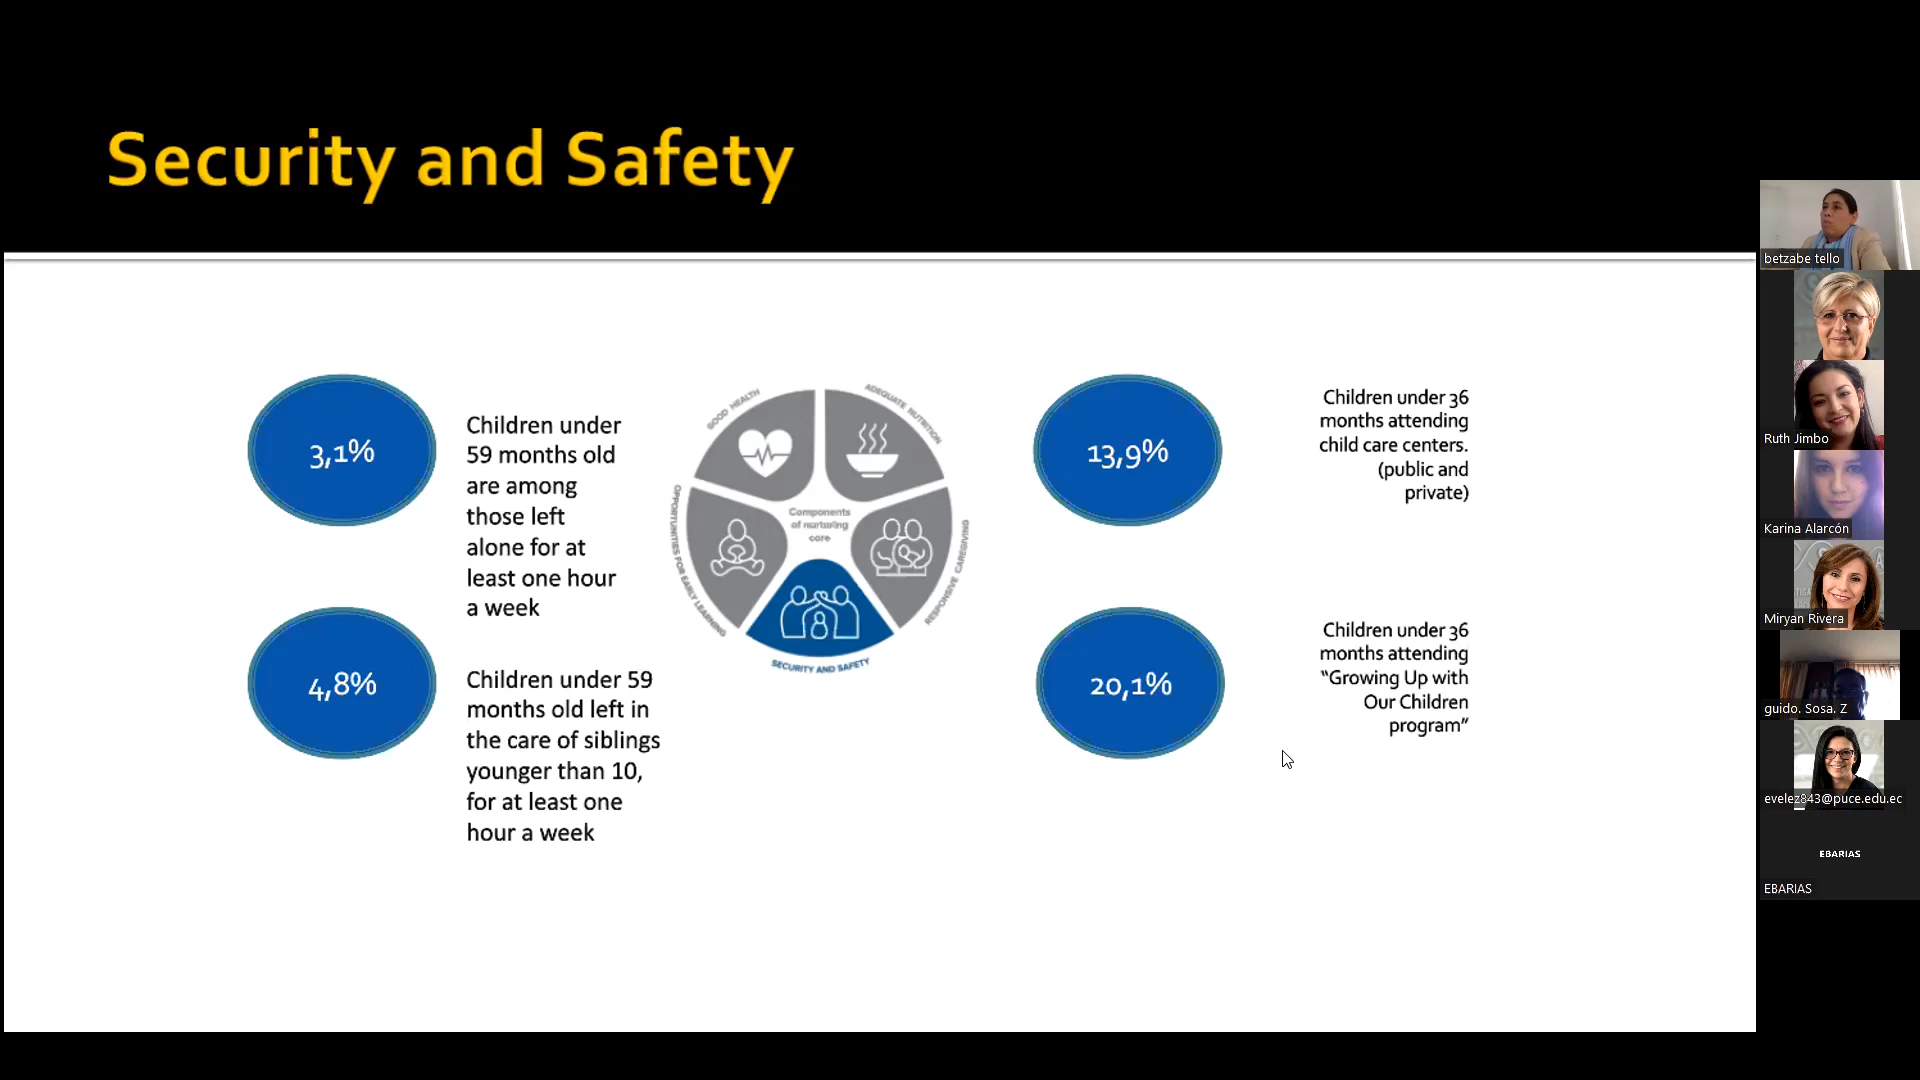 Security and Safety
3,1%
Children under
59 months old
are among
those left
alone for at
least one hour
a week
4,8%
Children under 59
months old left in
the care of siblings
younger than 10,
for at least one
hour a week
GOOD HEALTH
ADEQUATE NUTRITION
OPPORTUNITIES FOR EARLY LEARNING
Components
of nurturing
care
RESPONSIVE CAREGIVING
SECURITY AND SAFETY
13,9%
Children under 36
months attending
child care centers.
(public and
private)
20,1%
Children under 36
months attending
“Growing Up with
Our Children
program”
betzabe tello
Ruth Jimbo
Karina Alarcón
Miryan Rivera
guido. Sosa. Z
evelez843@puce.edu.ec
EBARIAS
EBARIAS